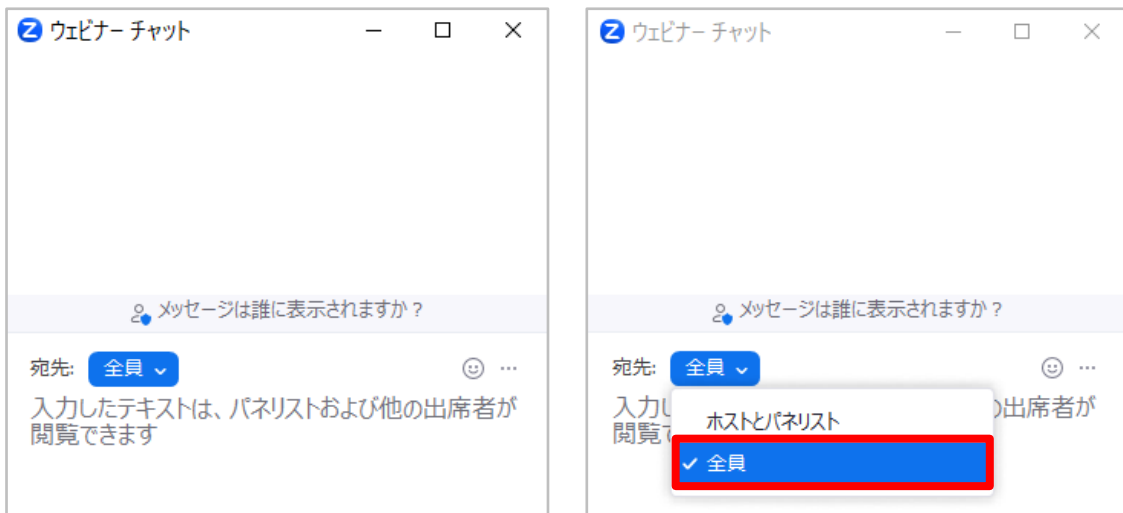 ウェビナー チャット
メッセージは誰に表示されますか？
宛先: 全員
入力したテキストは、パネリストおよび他の出席者が
閲覧できます
ウェビナー チャット
メッセージは誰に表示されますか？
宛先: 全員
入力
出席者が
閲覧
ホストとパネリスト
全員